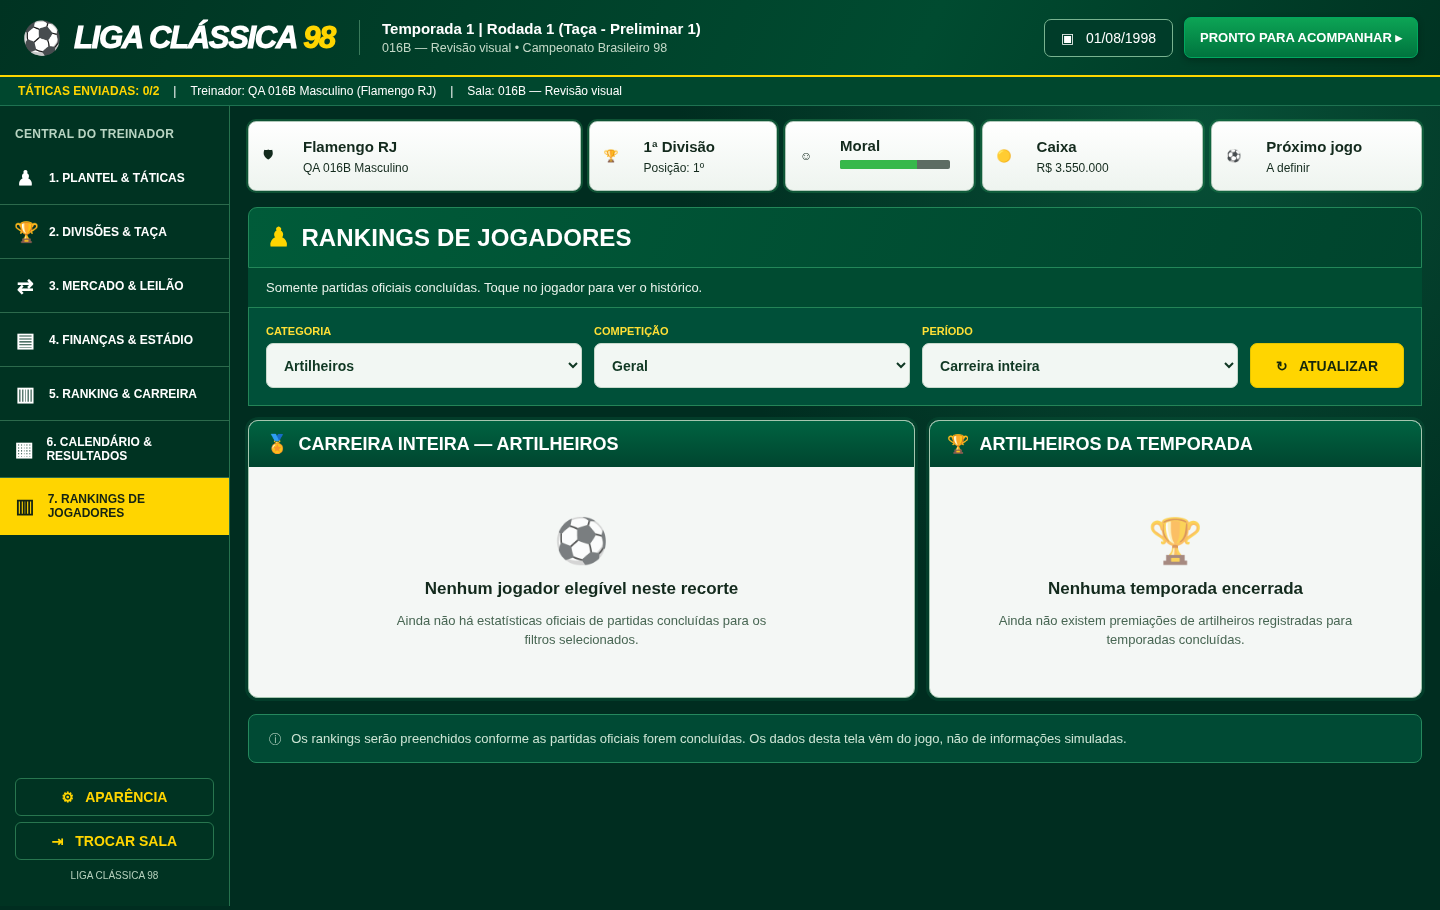 LIGA CLÁSSICA 98
Temporada 1 | Rodada 1 (Taça - Preliminar 1)
016B — Revisão visual • Campeonato Brasileiro 98
01/08/1998
PRONTO PARA ACOMPANHAR ▸
TÁTICAS ENVIADAS: 0/2 | Treinador: QA 016B Masculino (Flamengo RJ) | Sala: 016B — Revisão visual
CENTRAL DO TREINADOR
1. PLANTEL & TÁTICAS
2. DIVISÕES & TAÇA
3. MERCADO & LEILÃO
4. FINANÇAS & ESTÁDIO
5. RANKING & CARREIRA
6. CALENDÁRIO &
RESULTADOS
7. RANKINGS DE
JOGADORES
APARÊNCIA
TROCAR SALA
LIGA CLÁSSICA 98
Flamengo RJ
QA 016B Masculino
1ª Divisão
Posição: 1º
Moral
Caixa
R$ 3.550.000
Próximo jogo
A definir
RANKINGS DE JOGADORES
Somente partidas oficiais concluídas. Toque no jogador para ver o histórico.
CATEGORIA
Artilheiros
COMPETIÇÃO
Geral
PERÍODO
Carreira inteira
ATUALIZAR
CARREIRA INTEIRA — ARTILHEIROS
Nenhum jogador elegível neste recorte
Ainda não há estatísticas oficiais de partidas concluídas para os
filtros selecionados.
ARTILHEIROS DA TEMPORADA
Nenhuma temporada encerrada
Ainda não existem premiações de artilheiros registradas para
temporadas concluídas.
Os rankings serão preenchidos conforme as partidas oficiais forem concluídas. Os dados desta tela vêm do jogo, não de informações simuladas.